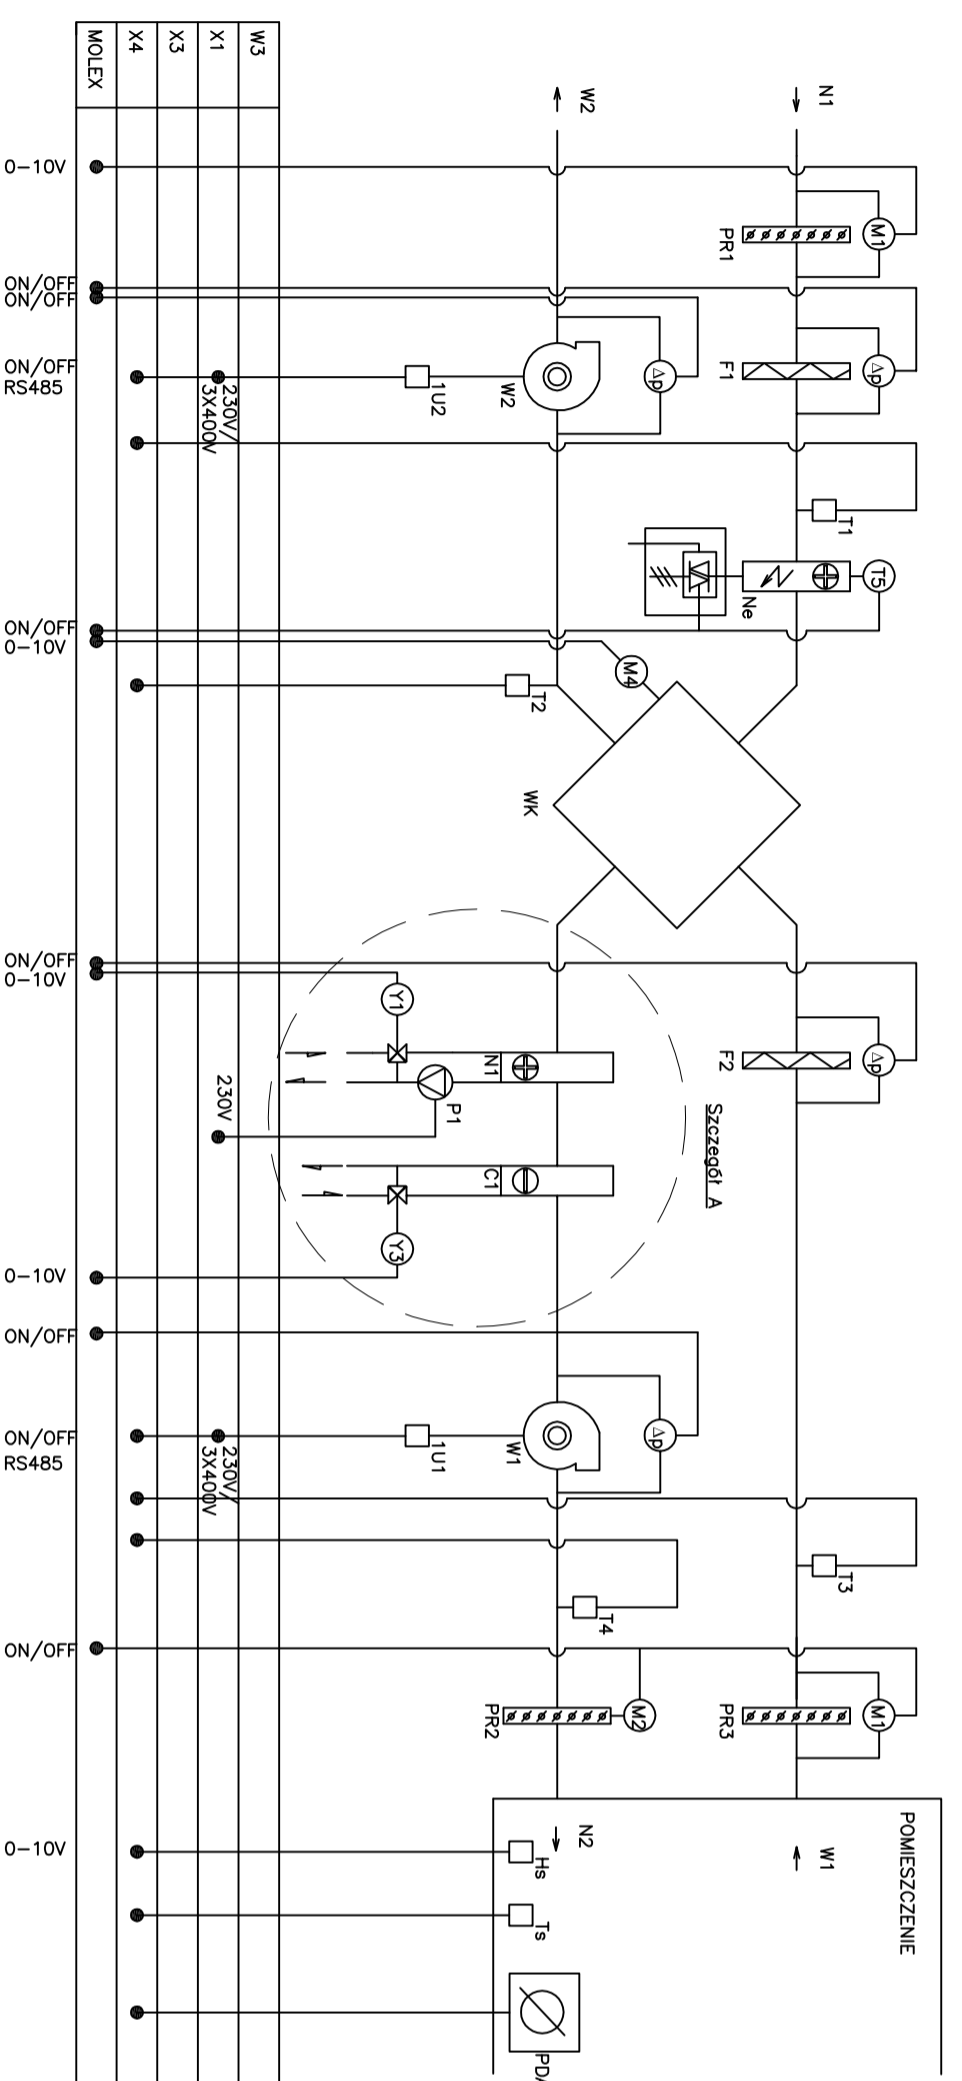 MOLEX
X4
X3
X1
W3
W2
N1
0-10V
M1
PR1
ON/OFF
ON/OFF
ON/OFF
RS485
230V/
3X400V
1U2
W2
Δp
F1
Δp
T1
T5
Ne
ON/OFF
0-10V
M4
T2
WK
ON/OFF
0-10V
Y1
N1
P1
230V
F2
Δp
Szczegół A
C1
Y3
0-10V
ON/OFF
ON/OFF
RS485
230V/
3X400V
1U1
W1
Δp
T3
T4
ON/OFF
PR2
M2
PR3
M1
POMIESZCZENIE
N2
W1
0-10V
Hs
Ts